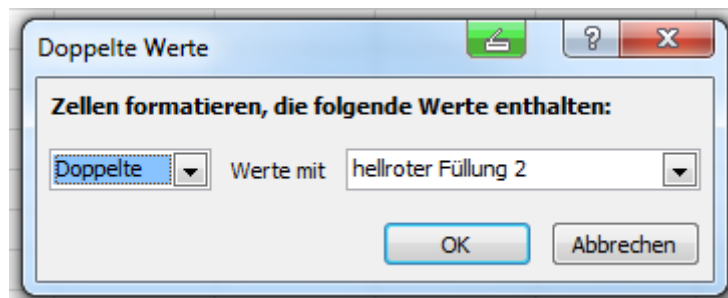 Doppelte Werte
Zellen formatieren, die folgende Werte enthalten:
Doppelte Werte mit hellroter Füllung 2
OK Abbrechen